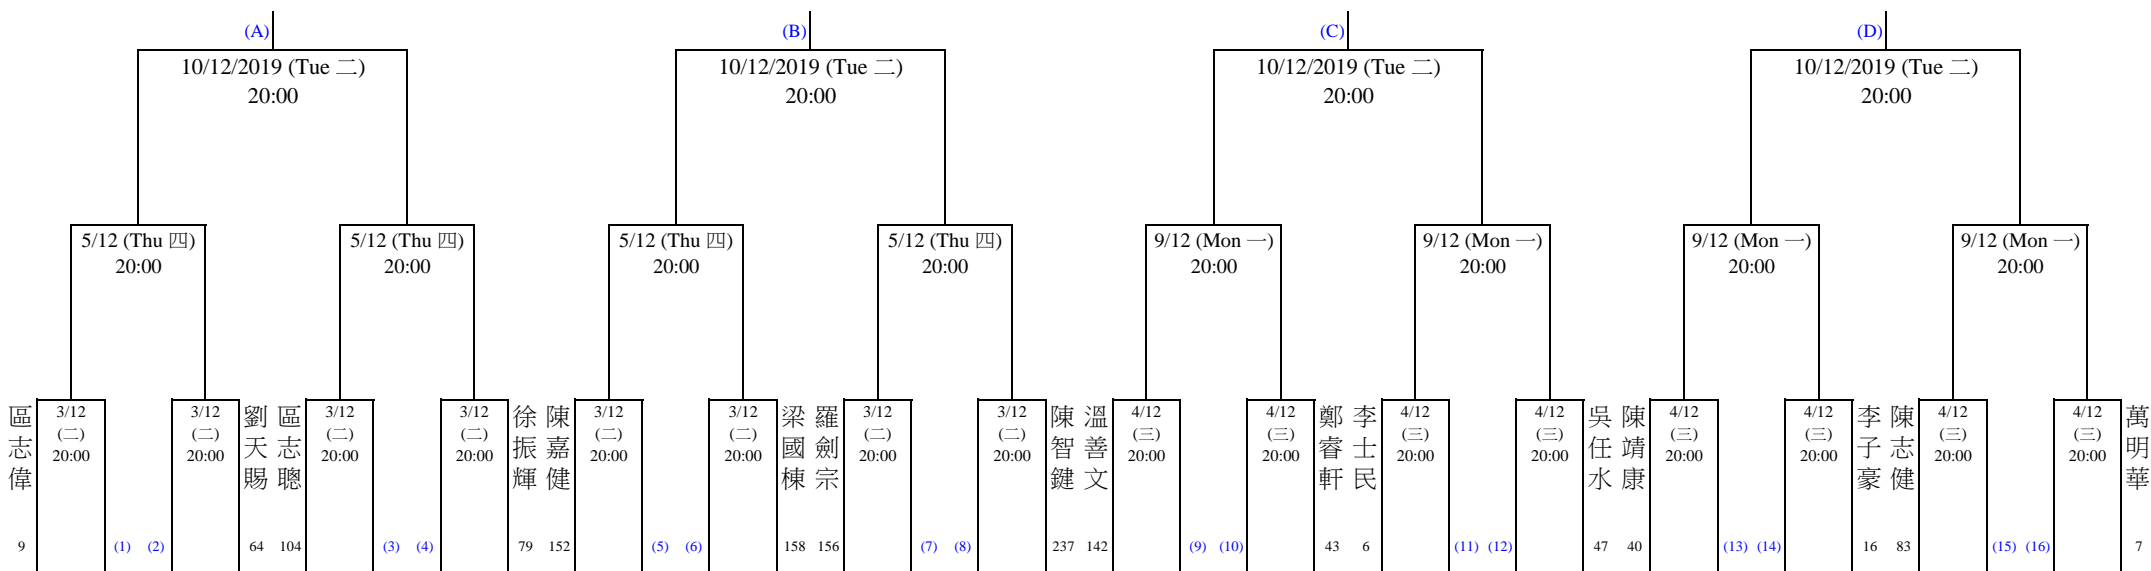 (A)
(B)
(C)
(D)
10/12/2019 (Tue 二)
20:00
10/12/2019 (Tue 二)
20:00
10/12/2019 (Tue 二)
20:00
10/12/2019 (Tue 二)
20:00
5/12 (Thu 四)
20:00
5/12 (Thu 四)
20:00
5/12 (Thu 四)
20:00
5/12 (Thu 四)
20:00
9/12 (Mon 一)
20:00
9/12 (Mon 一)
20:00
9/12 (Mon 一)
20:00
9/12 (Mon 一)
20:00
區志偉
3/12
(二)
20:00
3/12
(二)
20:00
劉天賜
區志聰
3/12
(二)
20:00
3/12
(二)
20:00
徐振輝
陳嘉健
3/12
(二)
20:00
3/12
(二)
20:00
梁國棟
羅劍宗
3/12
(二)
20:00
3/12
(二)
20:00
陳智鍵
溫善文
4/12
(三)
20:00
4/12
(三)
20:00
鄭睿軒
李士民
4/12
(三)
20:00
4/12
(三)
20:00
吳任水
陳靖康
4/12
(三)
20:00
4/12
(三)
20:00
李子豪
陳志健
4/12
(三)
20:00
4/12
(三)
20:00
萬明華
9 (1) (2) 64 104 (3) (4) 79 152 (5) (6) 158 156 (7) (8) 237 142 (9) (10) 43 6 (11) (12) 47 40 (13) (14) 16 83 (15) (16) 7